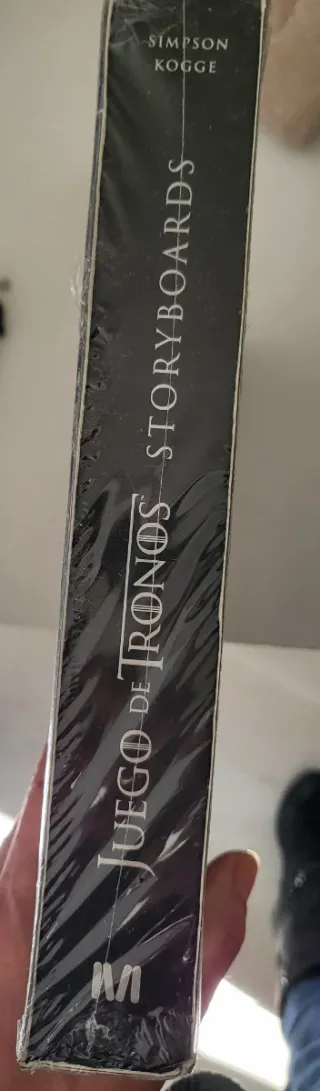 SIMPSON
KOGGE
JUEGO DE TRONOS STORYBOARDS
M